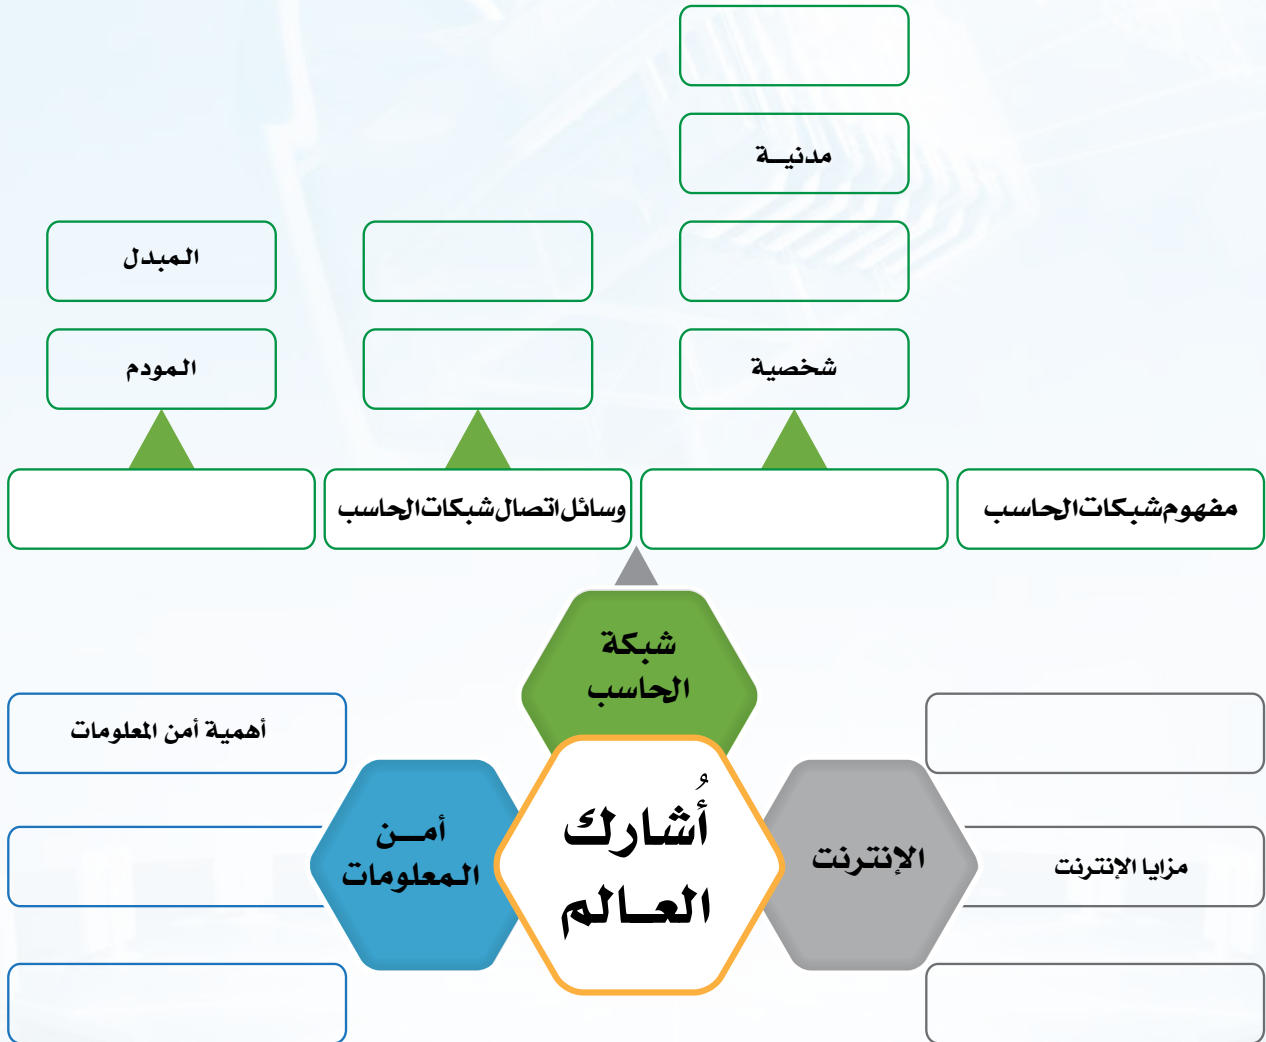 مدنيــة
شخصية
المبدل
المودم
مفهوم شبكات الحاسب
وسائل اتصال شبكات الحاسب
شبكة
الحاسب
أُشارك
العــالم
الإنترنت
مزايا الإنترنت
أمــن
المعلومات
أهمية أمن المعلومات